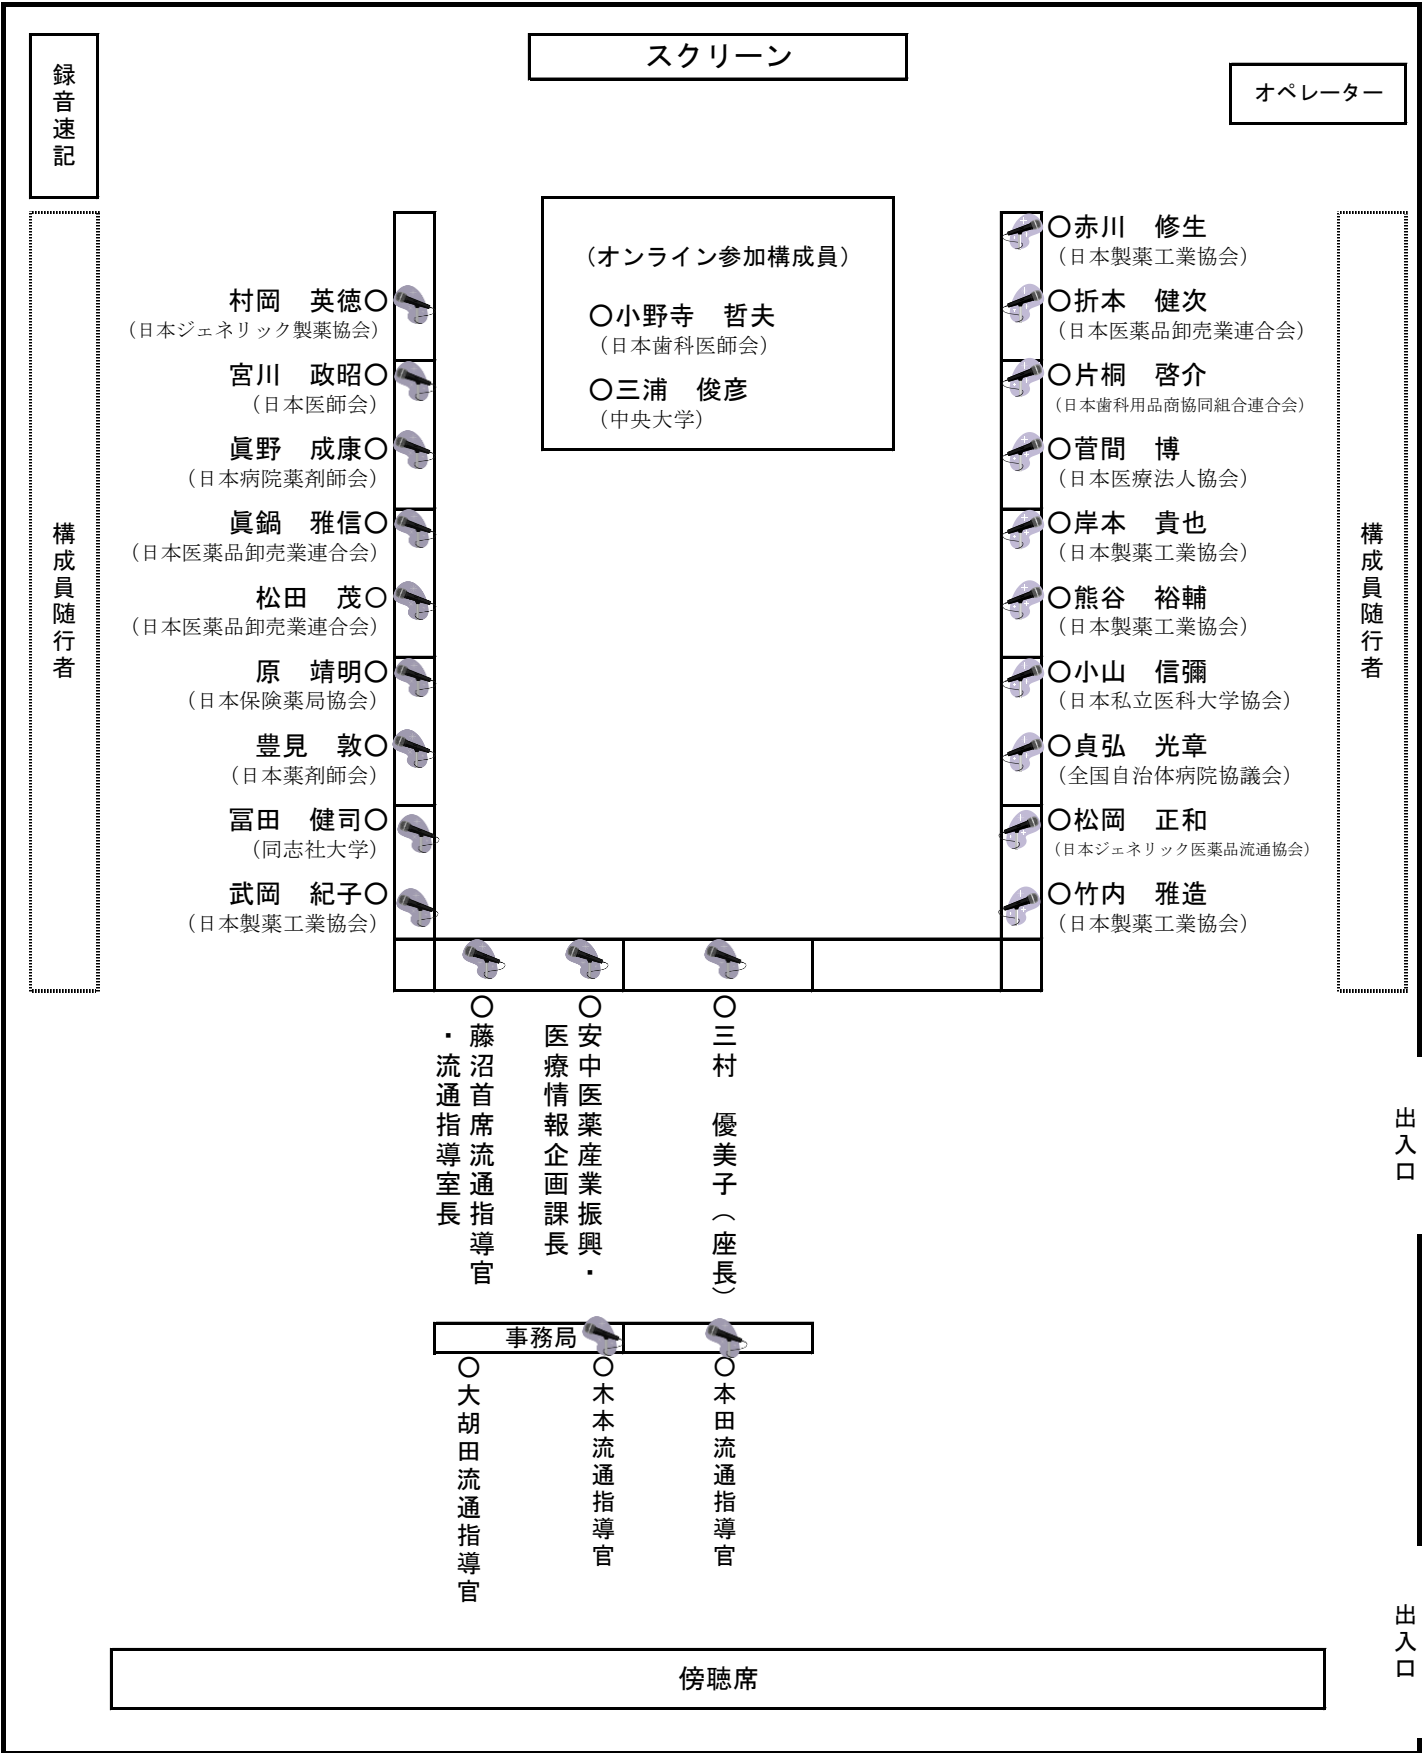 スクリーン
録音速記
オペレーター
構成員随行者
村岡　英徳〇
（日本ジェネリック製薬協会）
宮川　政昭〇
（日本医師会）
眞野　成康〇
（日本病院薬剤師会）
眞鍋　雅信〇
（日本医薬品卸売業連合会）
松田　茂〇
（日本医薬品卸売業連合会）
原　靖明〇
（日本保険薬局協会）
豊見　敦〇
（日本薬剤師会）
冨田　健司〇
（同志社大学）
武岡　紀子〇
（日本製薬工業協会）
（オンライン参加構成員）
〇小野寺　哲夫
（日本歯科医師会）
〇三浦　俊彦
（中央大学）
〇赤川　修生
（日本製薬工業協会）
〇折本　健次
（日本医薬品卸売業連合会）
〇片桐　啓介
（日本歯科用品商協同組合連合会）
〇菅間　博
（日本医療法人協会）
〇岸本　貴也
（日本製薬工業協会）
〇熊谷　裕輔
（日本製薬工業協会）
〇小山　信彌
（日本私立医科大学協会）
〇貞弘　光章
（全国自治体病院協議会）
〇松岡　正和
（日本ジェネリック医薬品流通協会）
〇竹内　雅造
（日本製薬工業協会）
構成員随行者
〇三村　優美子（座長）
〇安中医薬産業振興・
医療情報企画課長
〇藤沼首席流通指導官
・流通指導室長
出入口
事務局
〇本田流通指導官
〇木本流通指導官
〇大胡田流通指導官
出入口
傍聴席